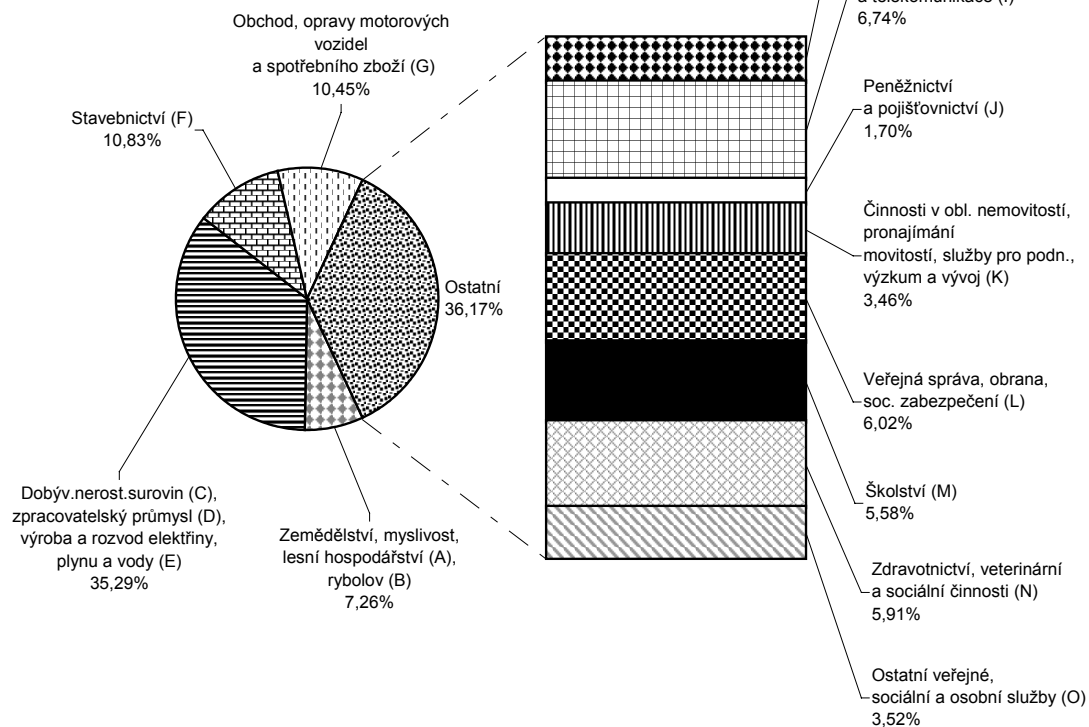 a telekomunikace (I)
6,74%
Obchod, opravy motorových
vozidel
a spotřebního zboží (G)
10,45%
Stavebnictví (F)
10,83%
Ostatní
36,17%
Dobýv.nerost.surovin (C),
zpracovatelský průmysl (D),
výroba a rozvod elektřiny,
plynu a vody (E)
35,29%
Zemědělství, myslivost,
lesní hospodářství (A),
rybolov (B)
7,26%
Peněžnictví
a pojišťovnictví (J)
1,70%
Činnosti v obl. nemovitostí,
pronajímání
movitostí, služby pro podn.,
výzkum a vývoj (K)
3,46%
Veřejná správa, obrana,
soc. zabezpečení (L)
6,02%
Školství (M)
5,58%
Zdravotnictví, veterinární
a sociální činnosti (N)
5,91%
Ostatní veřejné,
sociální a osobní služby (O)
3,52%